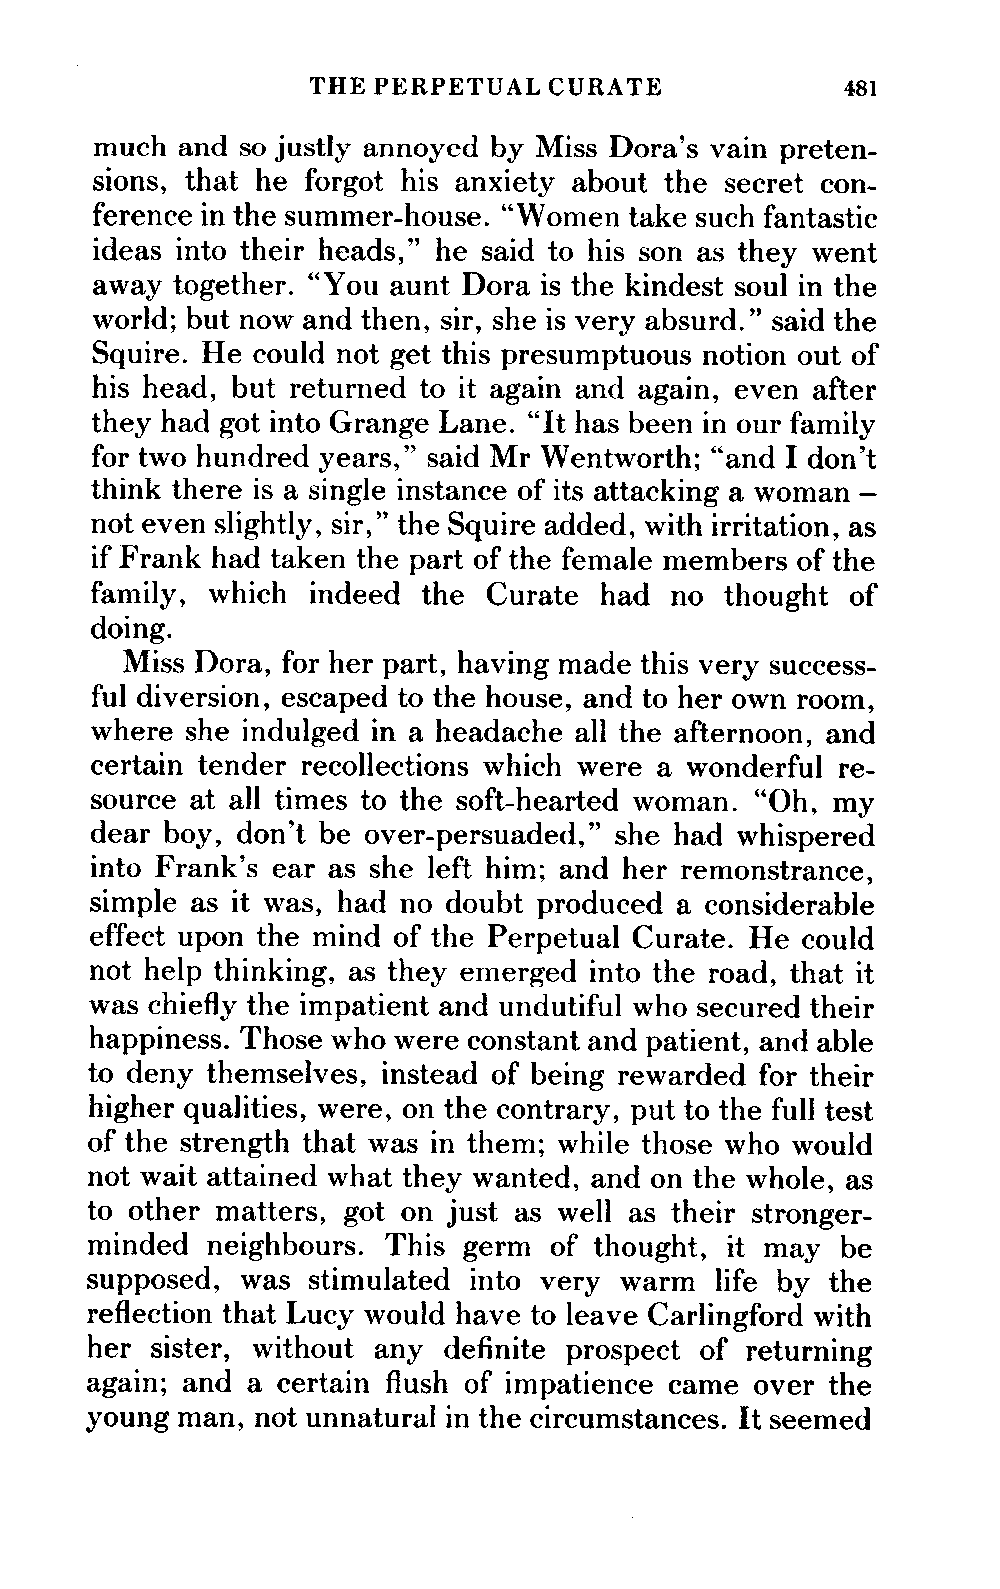 THE PERPETUAL CURATE 481
much and so justly annoyed by Miss Dora's vain preten-
sions, that he forgot his anxiety about the secret con-
ference in the summer-house. “Women take such fantastic
ideas into their heads,” he said to his son as they went
away together. “You aunt Dora is the kindest soul in the
world; but now and then, sir, she is very absurd.” said the
Squire. He could not get this presumptuous notion out of
his head, but returned to it again and again, even after
they had got into Grange Lane. “It has been in our family
for two hundred years,” said Mr Wentworth; “and I don't
think there is a single instance of its attacking a woman –
not even slightly, sir,” the Squire added, with irritation, as
if Frank had taken the part of the female members of the
family, which indeed the Curate had no thought of
doing.
Miss Dora, for her part, having made this very success-
ful diversion, escaped to the house, and to her own room,
where she indulged in a headache all the afternoon, and
certain tender recollections which were a wonderful re-
source at all times to the soft-hearted woman. “Oh, my
dear boy, don't be over-persuaded,” she had whispered
into Frank's ear as she left him; and her remonstrance,
simple as it was, had no doubt produced a considerable
effect upon the mind of the Perpetual Curate. He could
not help thinking, as they emerged into the road, that it
was chiefly the impatient and undutiful who secured their
happiness. Those who were constant and patient, and able
to deny themselves, instead of being rewarded for their
higher qualities, were, on the contrary, put to the full test
of the strength that was in them; while those who would
not wait attained what they wanted, and on the whole, as
to other matters, got on just as well as their stronger-
minded neighbours. This germ of thought, it may be
supposed, was stimulated into very warm life by the
reflection that Lucy would have to leave Carlingford with
her sister, without any definite prospect of returning
again; and a certain flush of impatience came over the
young man, not unnatural in the circumstances. It seemed